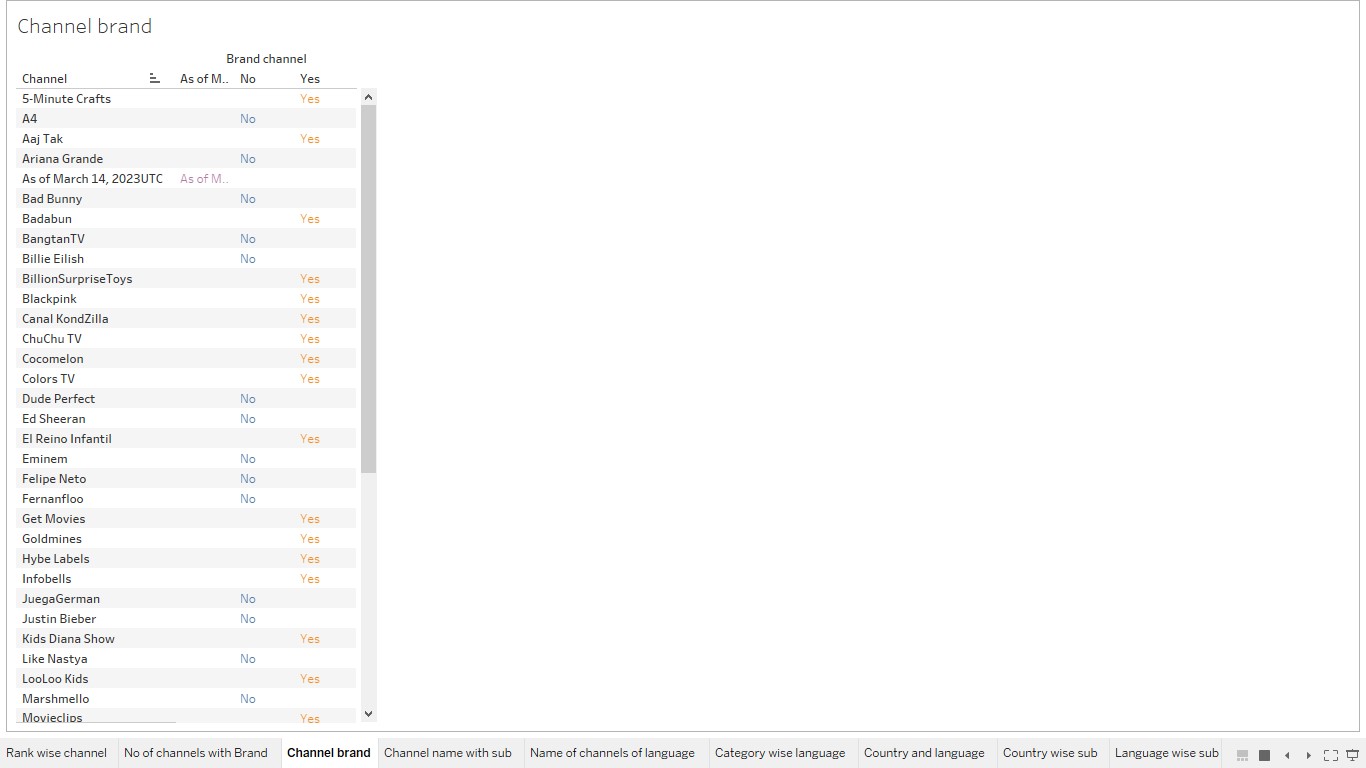 Channel brand
Brand channel
Channel As of M.. No Yes
5-Minute Crafts Yes
A4 No
Aaj Tak Yes
Ariana Grande No
As of March 14, 2023UTC As of M..
Bad Bunny No
Badabun Yes
BangtanTV No
Billie Eilish No
BillionSurpriseToys Yes
Blackpink Yes
Canal KondZilla Yes
ChuChu TV Yes
Cocomelon Yes
Colors TV Yes
Dude Perfect No
Ed Sheeran No
El Reino Infantil Yes
Eminem No
Felipe Neto No
Fernanfloo No
Get Movies Yes
Goldmines Yes
Hybe Labels Yes
Infobells Yes
JuegaGerman No
Justin Bieber No
Kids Diana Show Yes
Like Nastya No
LooLoo Kids Yes
Marshmello No
Movieclips Yes
Rank wise channel No of channels with Brand Channel brand Channel name with sub Name of channels of language Category wise language Country and language Country wise sub Language wise sub